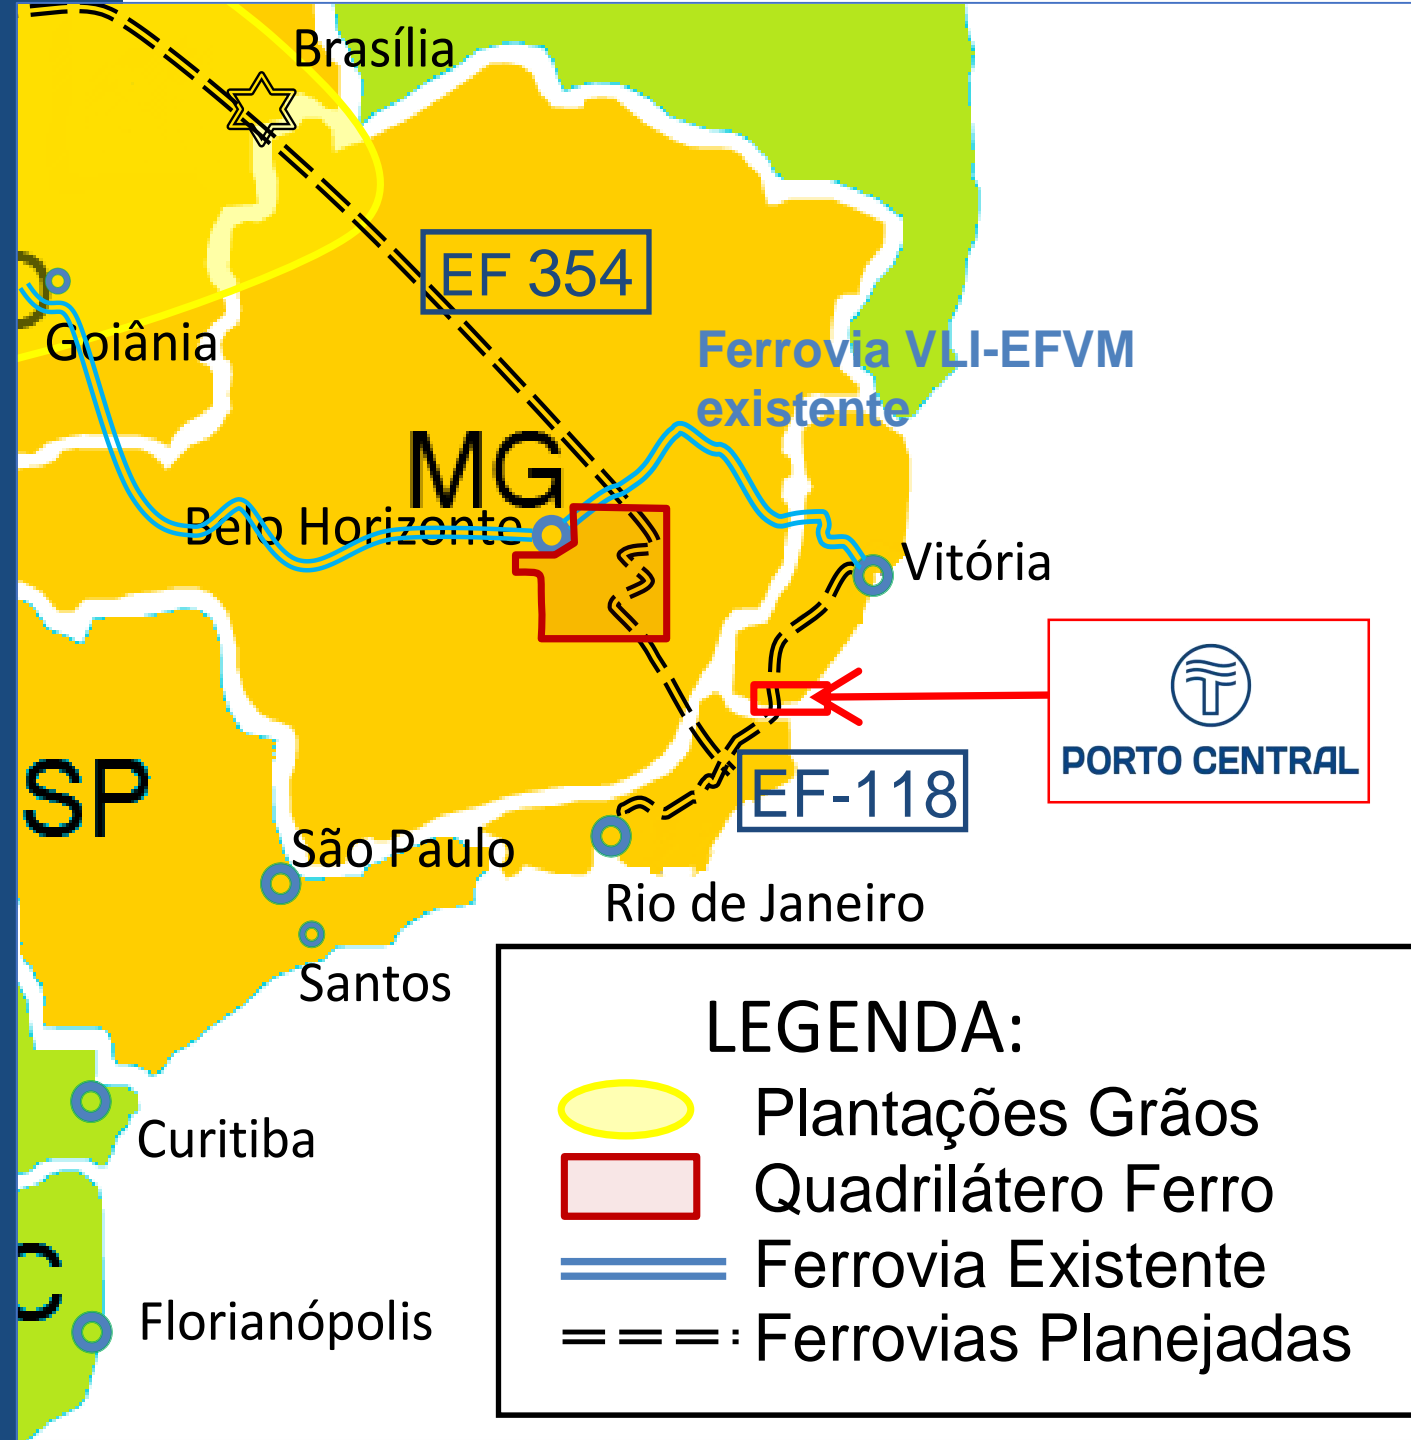 Brasília
EF 354
Goiânia
Ferrovia VLI-EFVM
existente
MG
Belo Horizonte
Vitória
PORTO CENTRAL
SP
EF-118
São Paulo
Rio de Janeiro
Santos
LEGENDA:
Plantações Grãos
Curitiba
Quadrilátero Ferro
C
Ferrovia Existente
Florianópolis
Ferrovias Planejadas